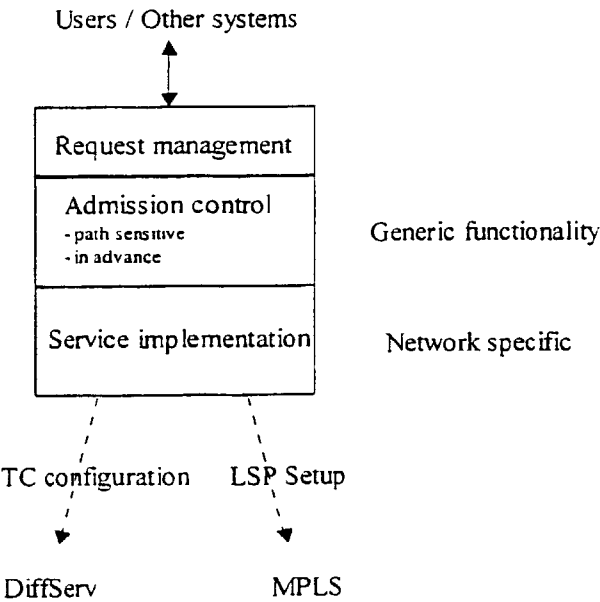 Users / Other systems
Request management
Admission control
- path sensitive
- in advance
Generic functionality
Service implementation
Network specific
TC configuration
LSP Setup
DiffServ
MPLS